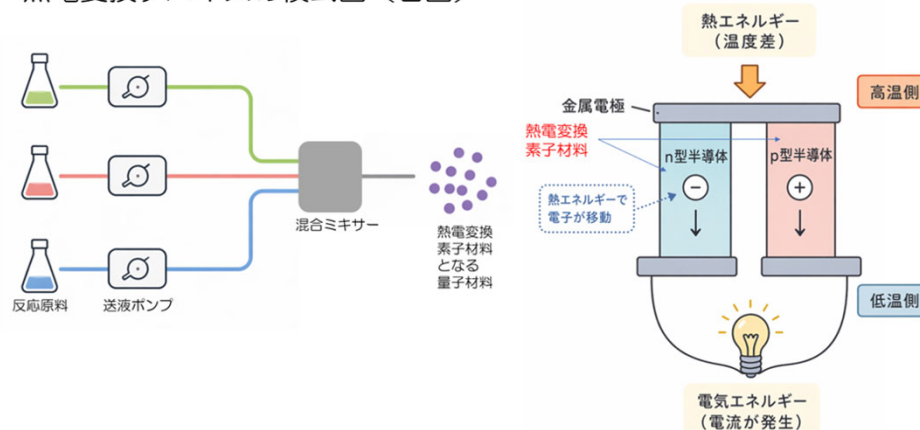 反応原料
送液ポンプ
混合ミキサー
熱電変換
素子材料
となる
量子材料
熱エネルギー
(温度差)
高温側
金属電極
熱電変換
素子材料
n型半導体
p型半導体
−
+
熱エネルギーで
電子が移動
低温側
電気エネルギー
(電流が発生)